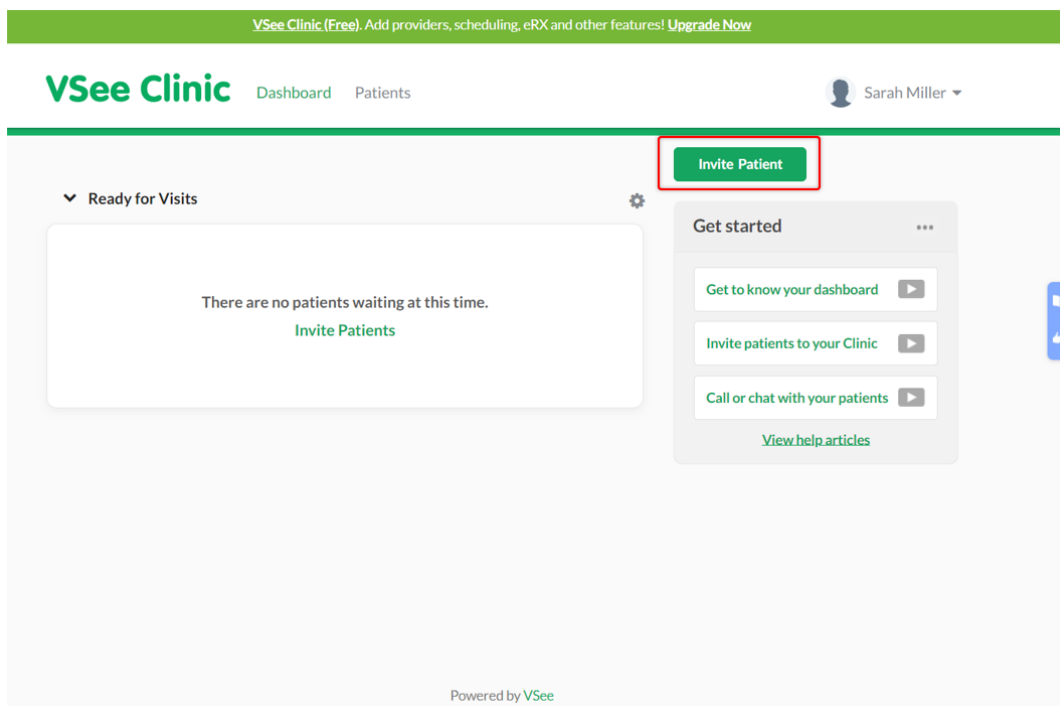 VSee Clinic (Free). Add providers, scheduling, eRX and other features! Upgrade Now
VSee Clinic
Dashboard
Patients
Sarah Miller
Invite Patient
Ready for Visits
There are no patients waiting at this time.
Invite Patients
Get started
Get to know your dashboard
Invite patients to your Clinic
Call or chat with your patients
View help articles
Powered by VSee